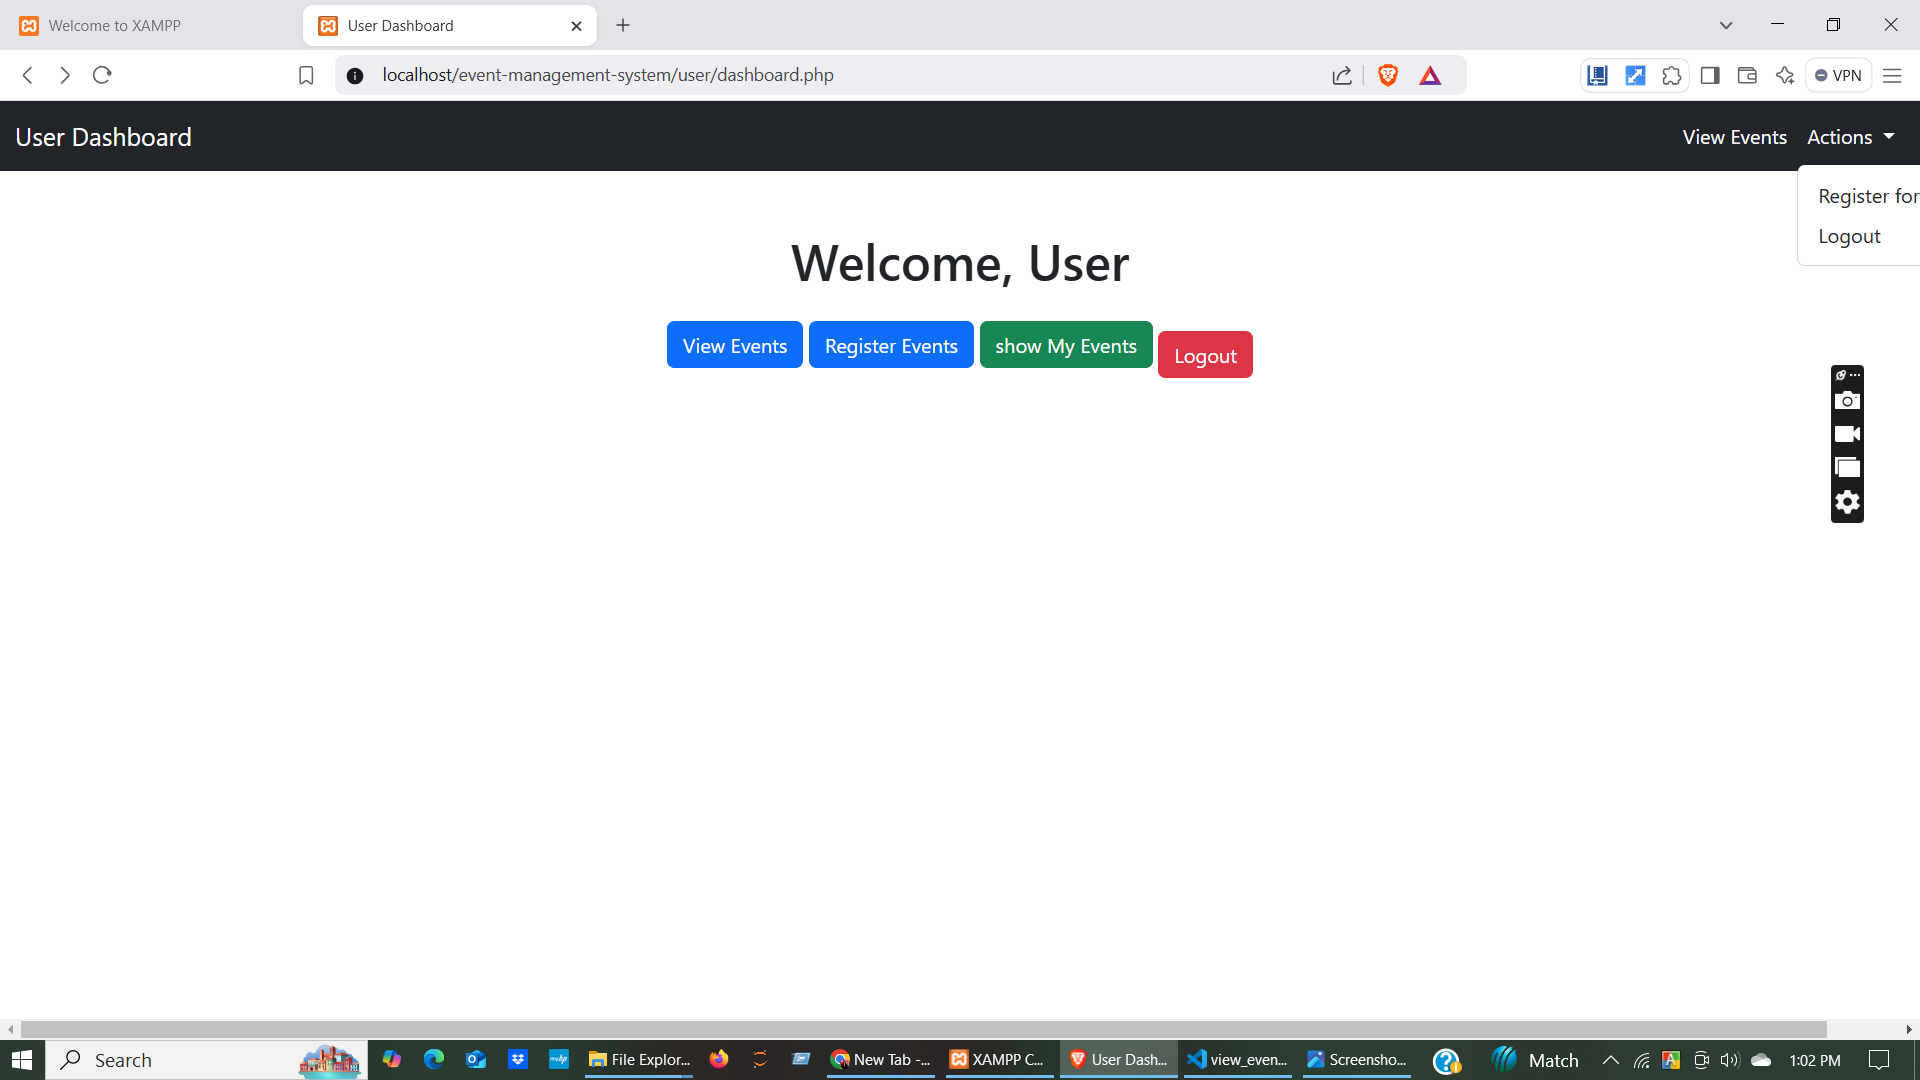 Welcome to XAMPP
User Dashboard
localhost/event-management-system/user/dashboard.php
VPN
User Dashboard
View Events
Actions
Register for
Logout
Welcome, User
View Events
Register Events
show My Events
Logout
Search
File Explor...
New Tab -...
XAMPP C...
User Dash...
view_even...
Screensho...
Match
1:02 PM